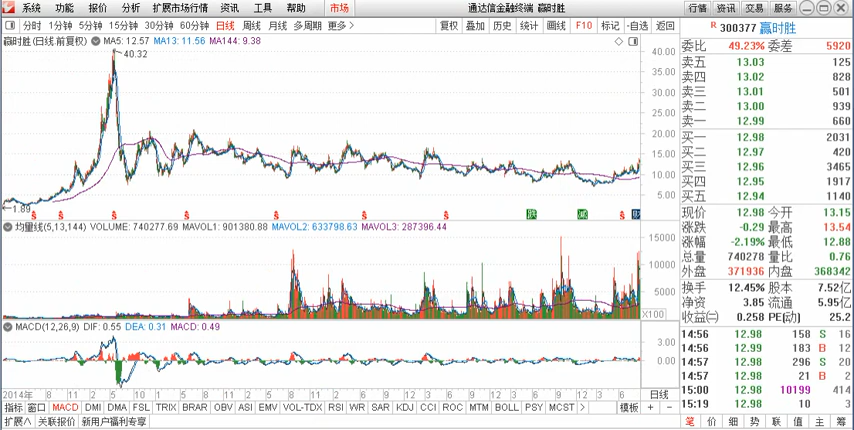 系统 功能 报价 分析 扩展市场行情 资讯 工具 帮助 市场 通达信金融终端 赢时胜 行情 资讯 交易 服务
分时 1分钟 5分钟 15分钟 30分钟 60分钟 日线 周线 月线 多周期 更多> 复权 叠加 历史 统计 画线 F10 标记 -自选 返回
赢时胜(日线.前复权) MA5: 12.57 MA13: 11.56 MA144: 9.38
40.32
40.00
35.00
30.00
25.00
20.00
15.00
10.00
5.00
1.89
均量线(5,13,144) VOLUME: 740277.69 MAVOL1: 901380.88 MAVOL2: 633798.63 MAVOL3: 287396.44
15000
10000
5000
X100
MACD(12,26,9) DIF: 0.55 DEA: 0.31 MACD: 0.49
3.00
0.00
2014年 日线
指标 窗口 MACD DMI DMA FSL TRIX BRAR OBV ASI EMV VOL-TDX RSI WR SAR KDJ CCI ROC MTM BOLL PSY MCST > 模板 + −
扩展∧ 关联报价 新用户福利专享
R 300377 赢时胜
委比 49.23% 委差 5920
卖五 13.03 125
卖四 13.02 828
卖三 13.01 501
卖二 13.00 939
卖一 12.99 660
买一 12.98 2031
买二 12.97 420
买三 12.96 3465
买四 12.95 1917
买五 12.94 1140
现价 12.98 今开 13.15
涨跌 -0.29 最高 13.54
涨幅 -2.19% 最低 12.88
总量 740278 量比 0.76
外盘 371936 内盘 368342
换手 12.45% 股本 7.52亿
净资 3.85 流通 5.95亿
收益㈡ 0.258 PE(动) 25.2
14:56 12.98 158 S 16
14:56 12.99 183 B 12
14:57 12.98 296 S 20
14:57 12.98 21 B 2
15:00 12.98 10199 414
15:19 12.98 10 3
笔 价 细 势 联 值 主 筹